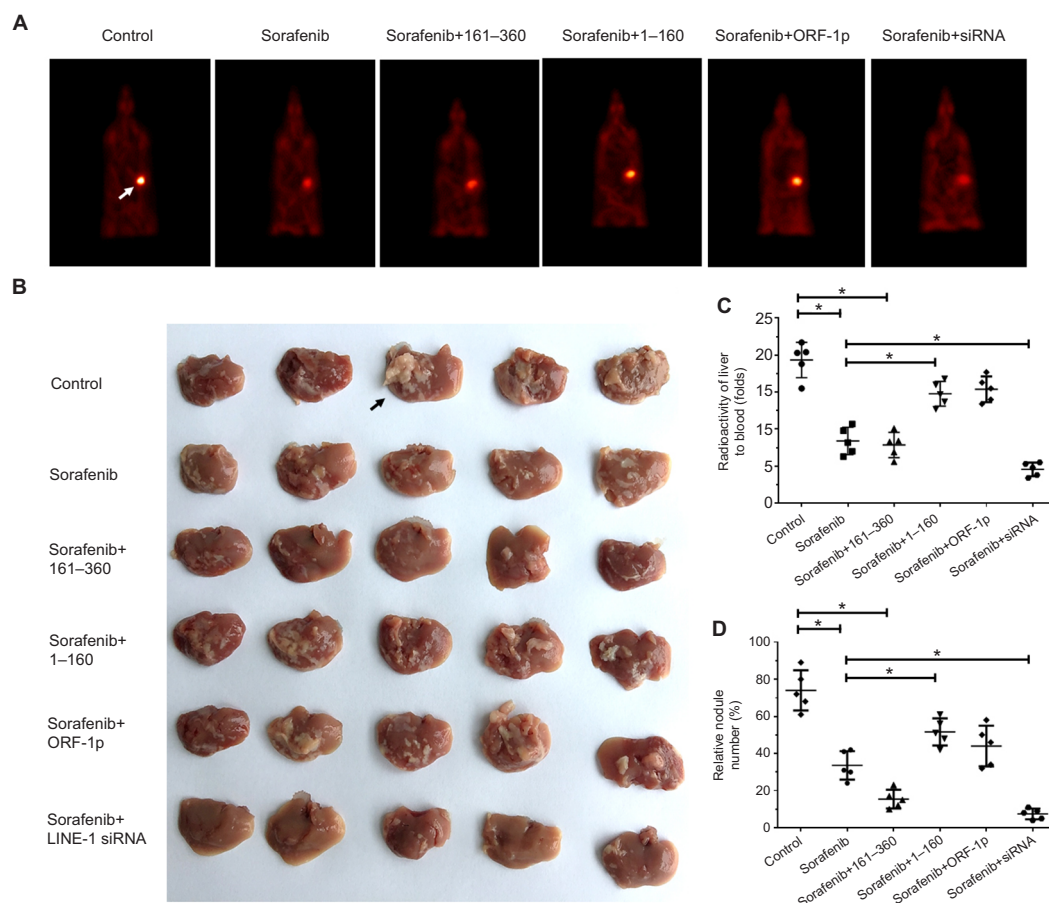 A
Control
Sorafenib
Sorafenib+161–360
Sorafenib+1–160
Sorafenib+ORF-1p
Sorafenib+siRNA
B
Control
Sorafenib
Sorafenib+
161–360
Sorafenib+
1–160
Sorafenib+
ORF-1p
Sorafenib+
LINE-1 siRNA
C
*
*
*
*
Radioactivity of liver
to blood (folds)
25
20
15
15
5
0
Control
Sorafenib
Sorafenib+161–360
Sorafenib+1–160
Sorafenib+ORF-1p
Sorafenib+siRNA
D
*
*
*
*
Relative nodule
number (%)
100
80
60
40
20
0
Control
Sorafenib
Sorafenib+161–360
Sorafenib+1–160
Sorafenib+ORF-1p
Sorafenib+siRNA